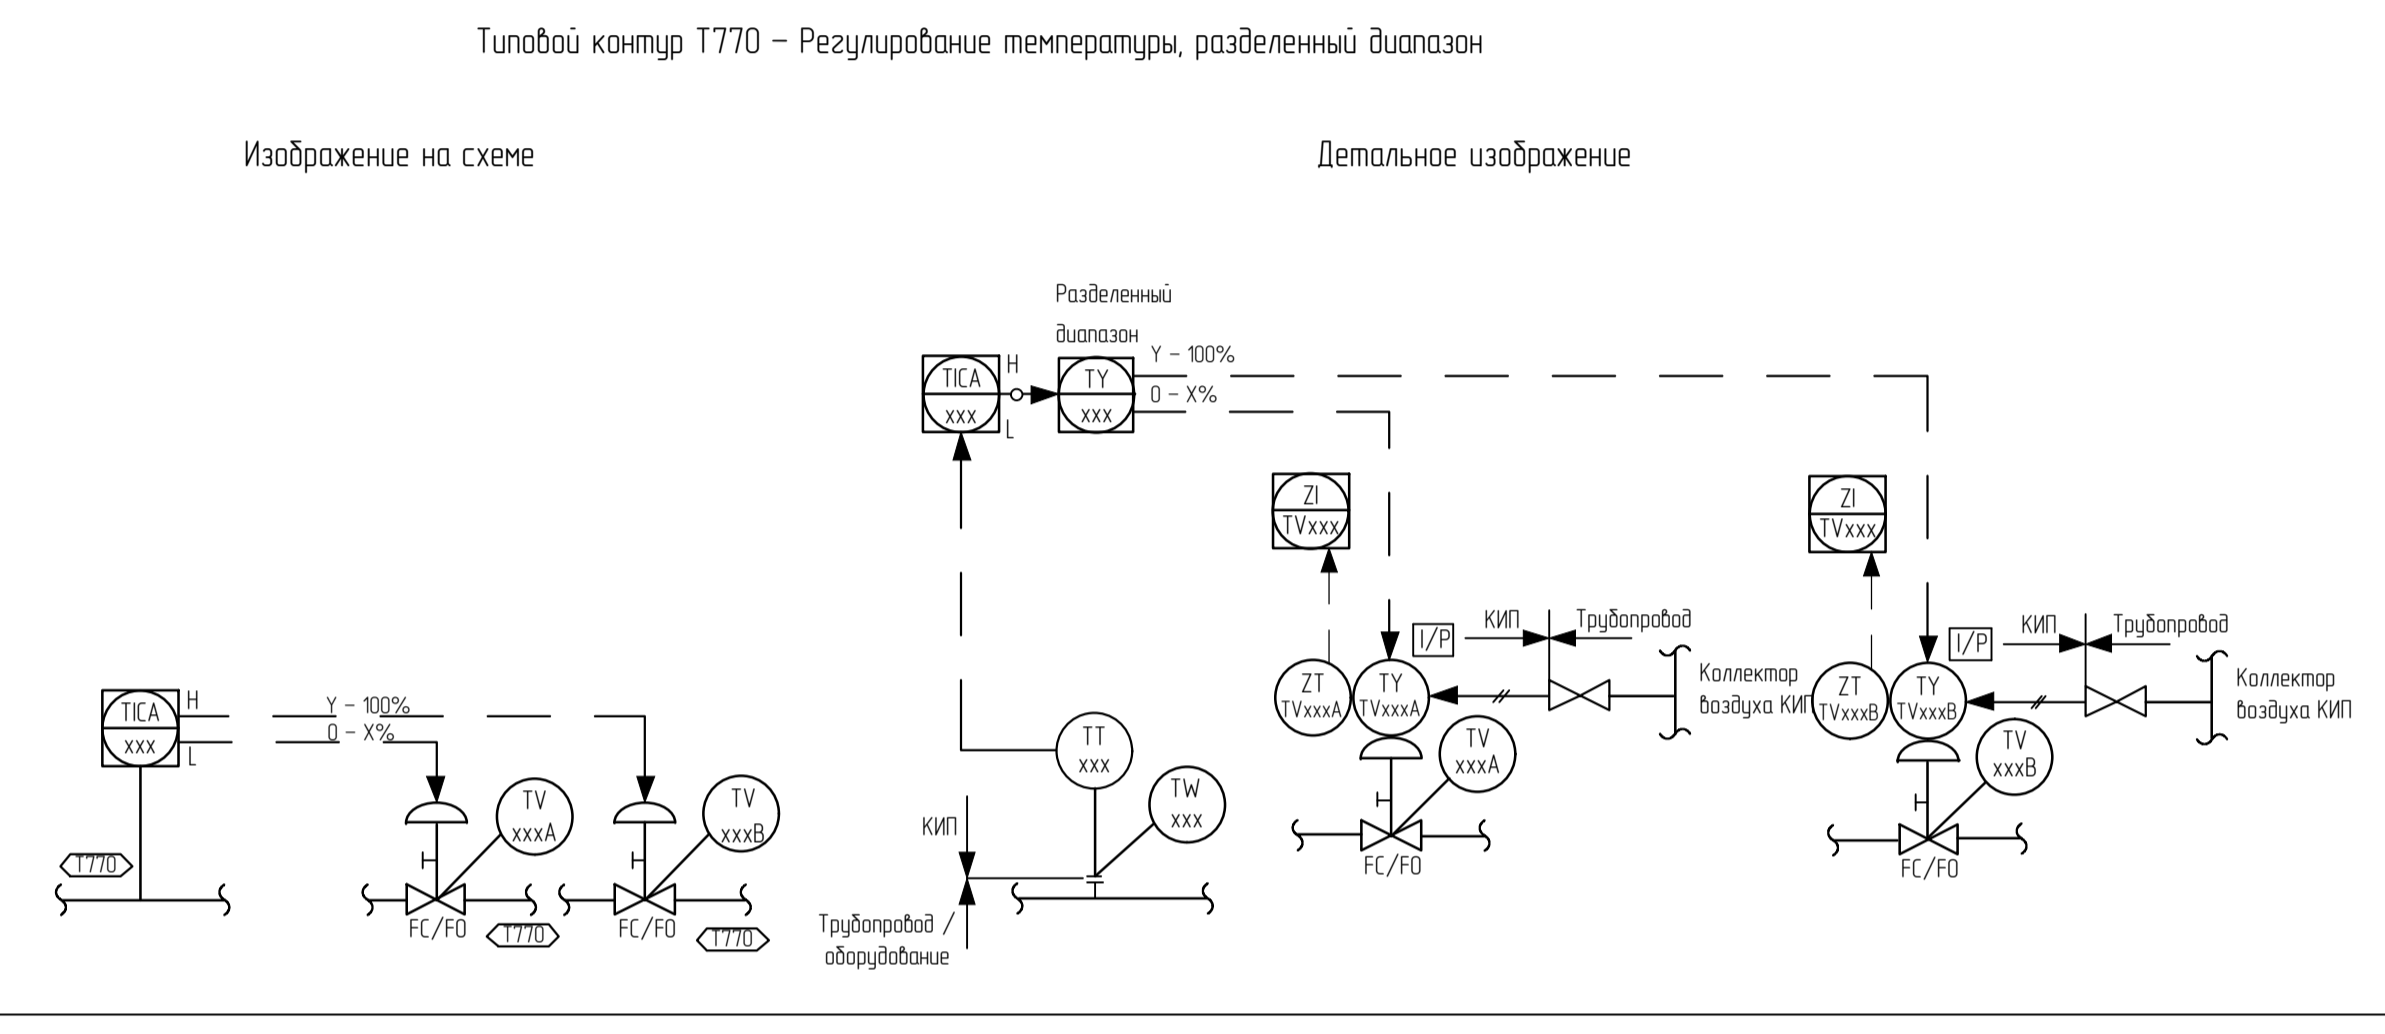 Типовой контур Т770 – Регулирование температуры, разделенный диапазон
Изображение на схеме
Детальное изображение
TICA
xxx
H
L
Y – 100%
0 – X%
TV
xxxA
TV
xxxB
T770
FC/FO
T770
FC/FO
T770
Разделенный
диапазон
TICA
xxx
H
L
TY
xxx
Y – 100%
0 – X%
TT
xxx
TW
xxx
КИП
Трубопровод /
оборудование
ZI
TVxxx
I/P
КИП
Трубопровод
ZT
TVxxxA
TY
TVxxxA
Коллектор
воздуха КИП
TV
xxxA
FC/FO
ZI
TVxxx
I/P
КИП
Трубопровод
ZT
TVxxxB
TY
TVxxxB
Коллектор
воздуха КИП
TV
xxxB
FC/FO